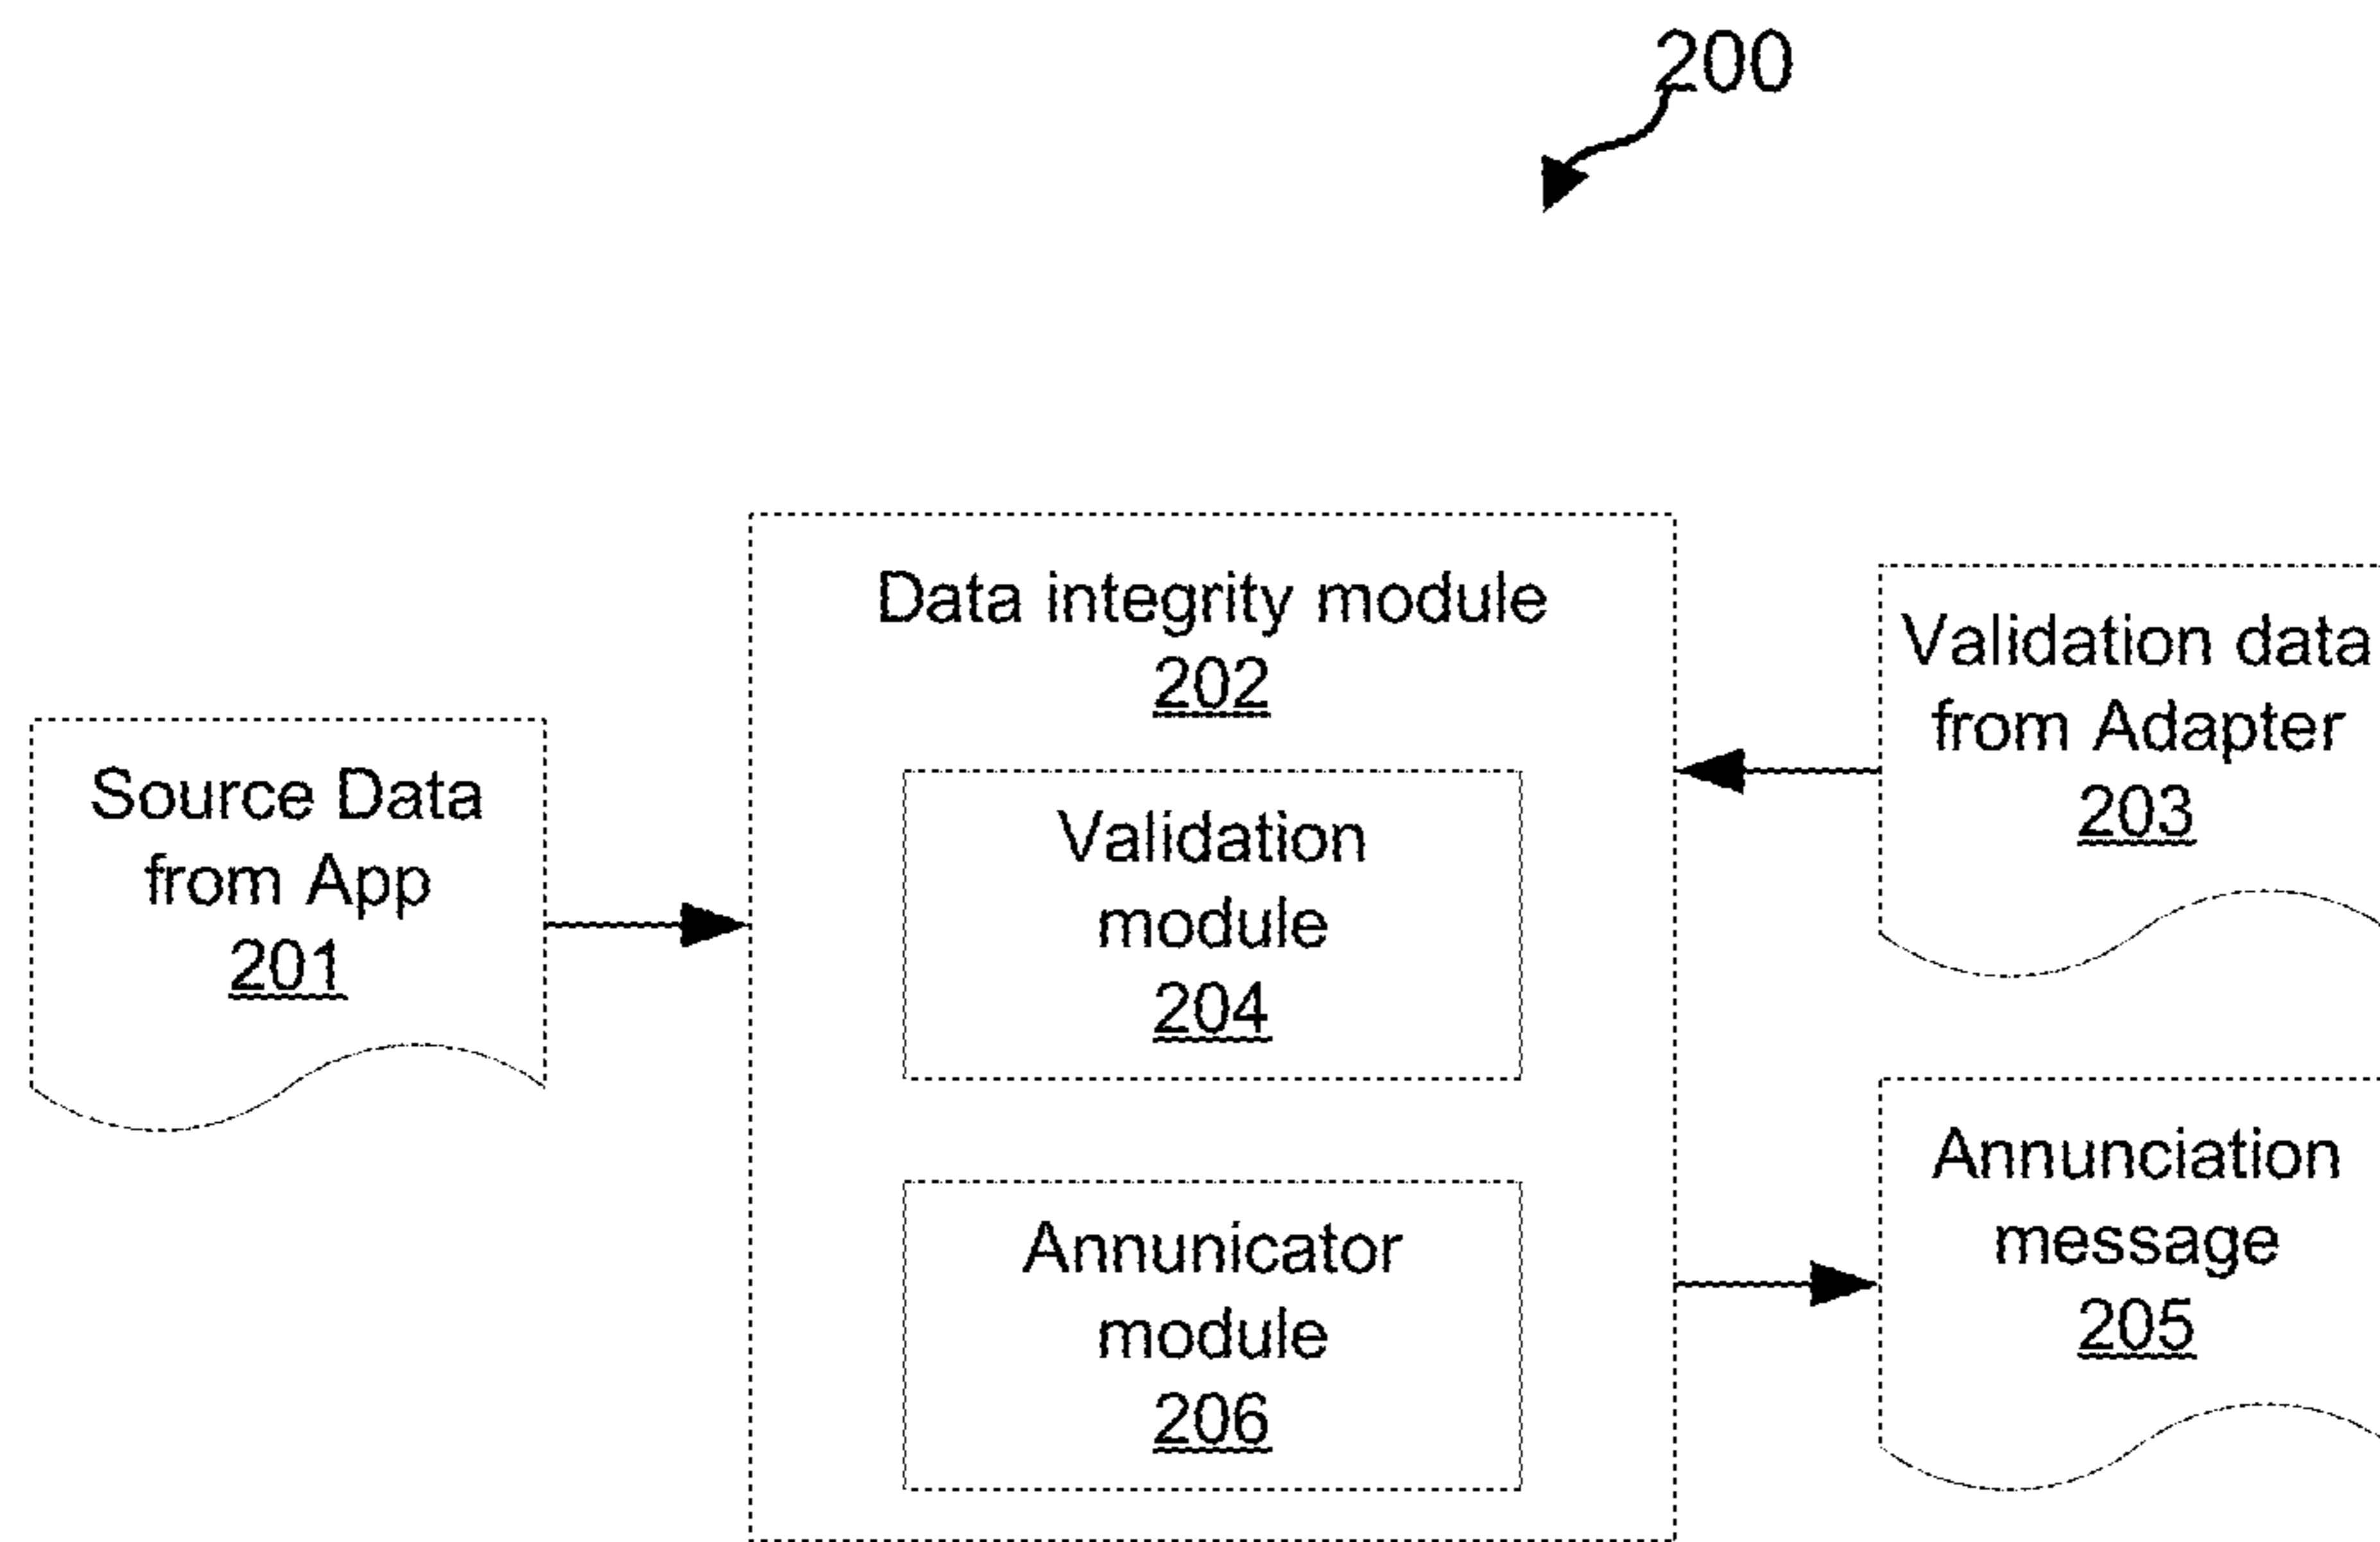 200
Source Data
from App
201
Data integrity module
202
Validation
module
204
Annunicator
module
206
Validation data
from Adapter
203
Annunciation
message
205